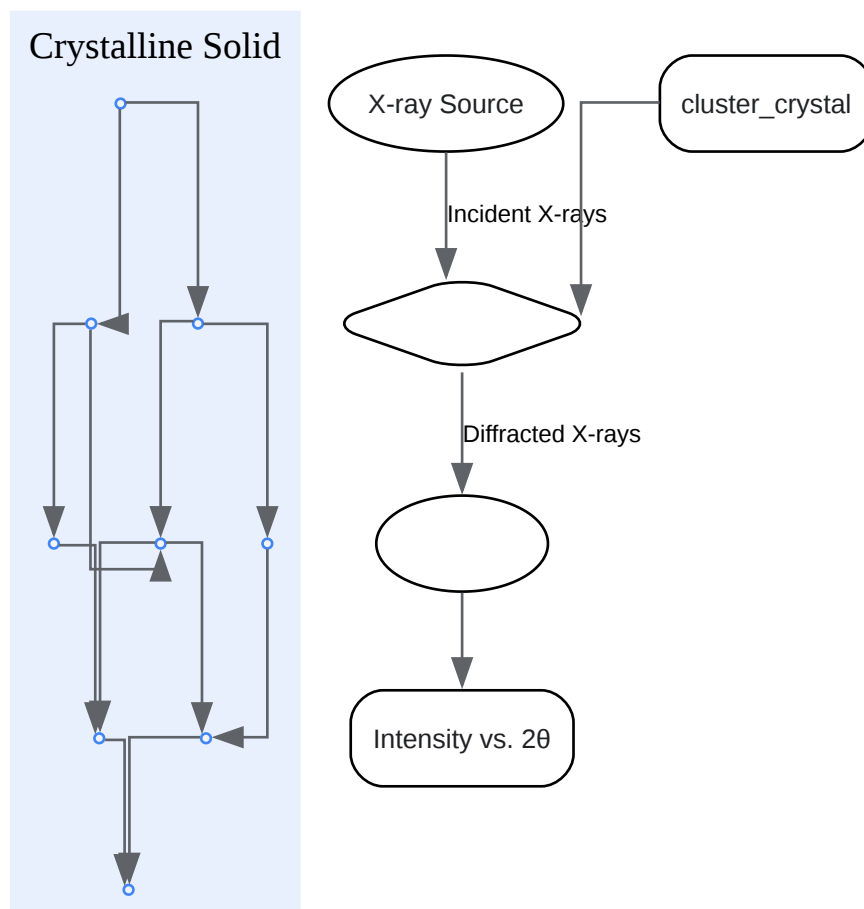 Crystalline Solid
X-ray Source
cluster_crystal
Incident X-rays
Diffracted X-rays
Intensity vs. 2θ